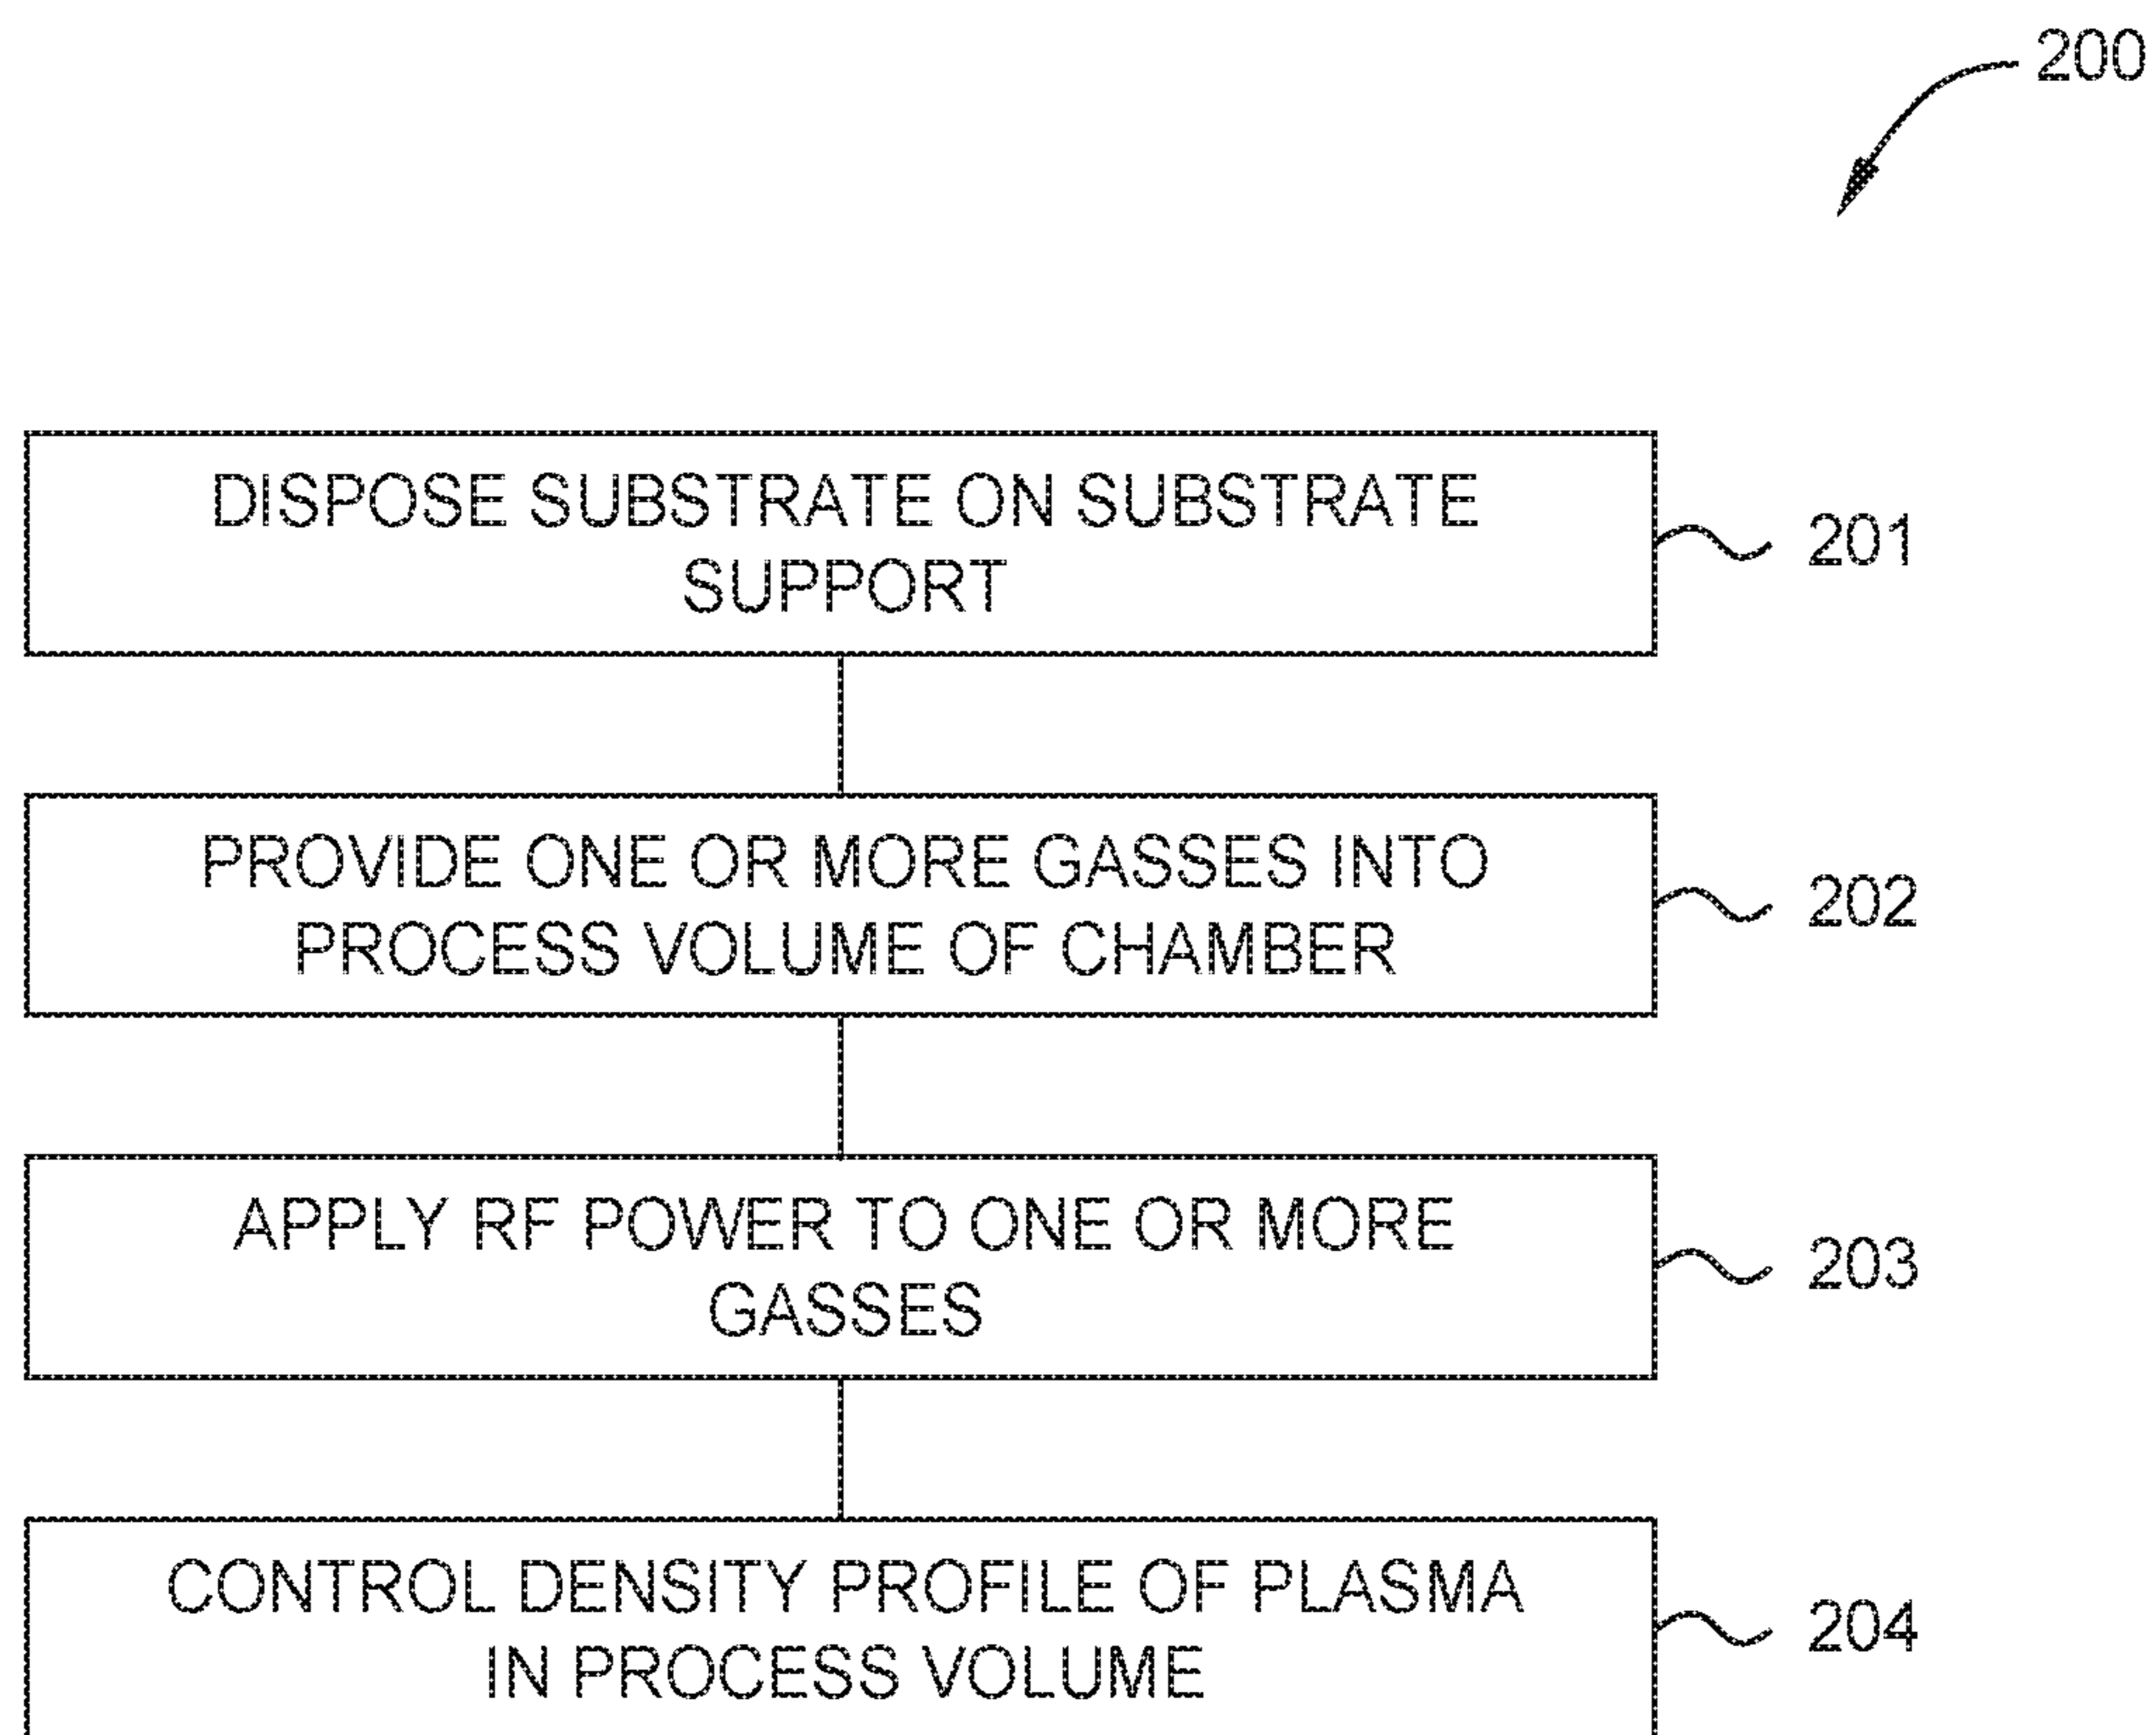 200
DISPOSE SUBSTRATE ON SUBSTRATE
SUPPORT
201
PROVIDE ONE OR MORE GASSES INTO
PROCESS VOLUME OF CHAMBER
202
APPLY RF POWER TO ONE OR MORE
GASSES
203
CONTROL DENSITY PROFILE OF PLASMA
IN PROCESS VOLUME
204